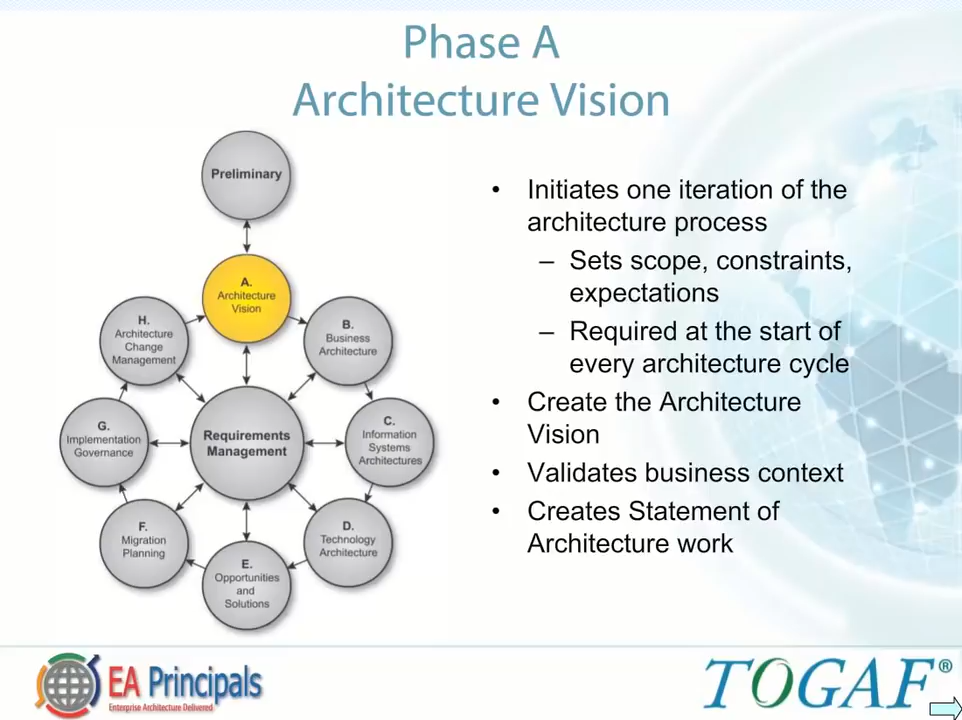 Phase A
Architecture Vision
Preliminary
A.
Architecture
Vision
B.
Business
Architecture
C.
Information
Systems
Architectures
D.
Technology
Architecture
E.
Opportunities
and
Solutions
F.
Migration
Planning
G.
Implementation
Governance
H.
Architecture
Change
Management
Requirements
Management
• Initiates one iteration of the
architecture process
– Sets scope, constraints,
expectations
– Required at the start of
every architecture cycle
• Create the Architecture
Vision
• Validates business context
• Creates Statement of
Architecture work
EA Principals
Enterprise Architecture Delivered
TOGAF®